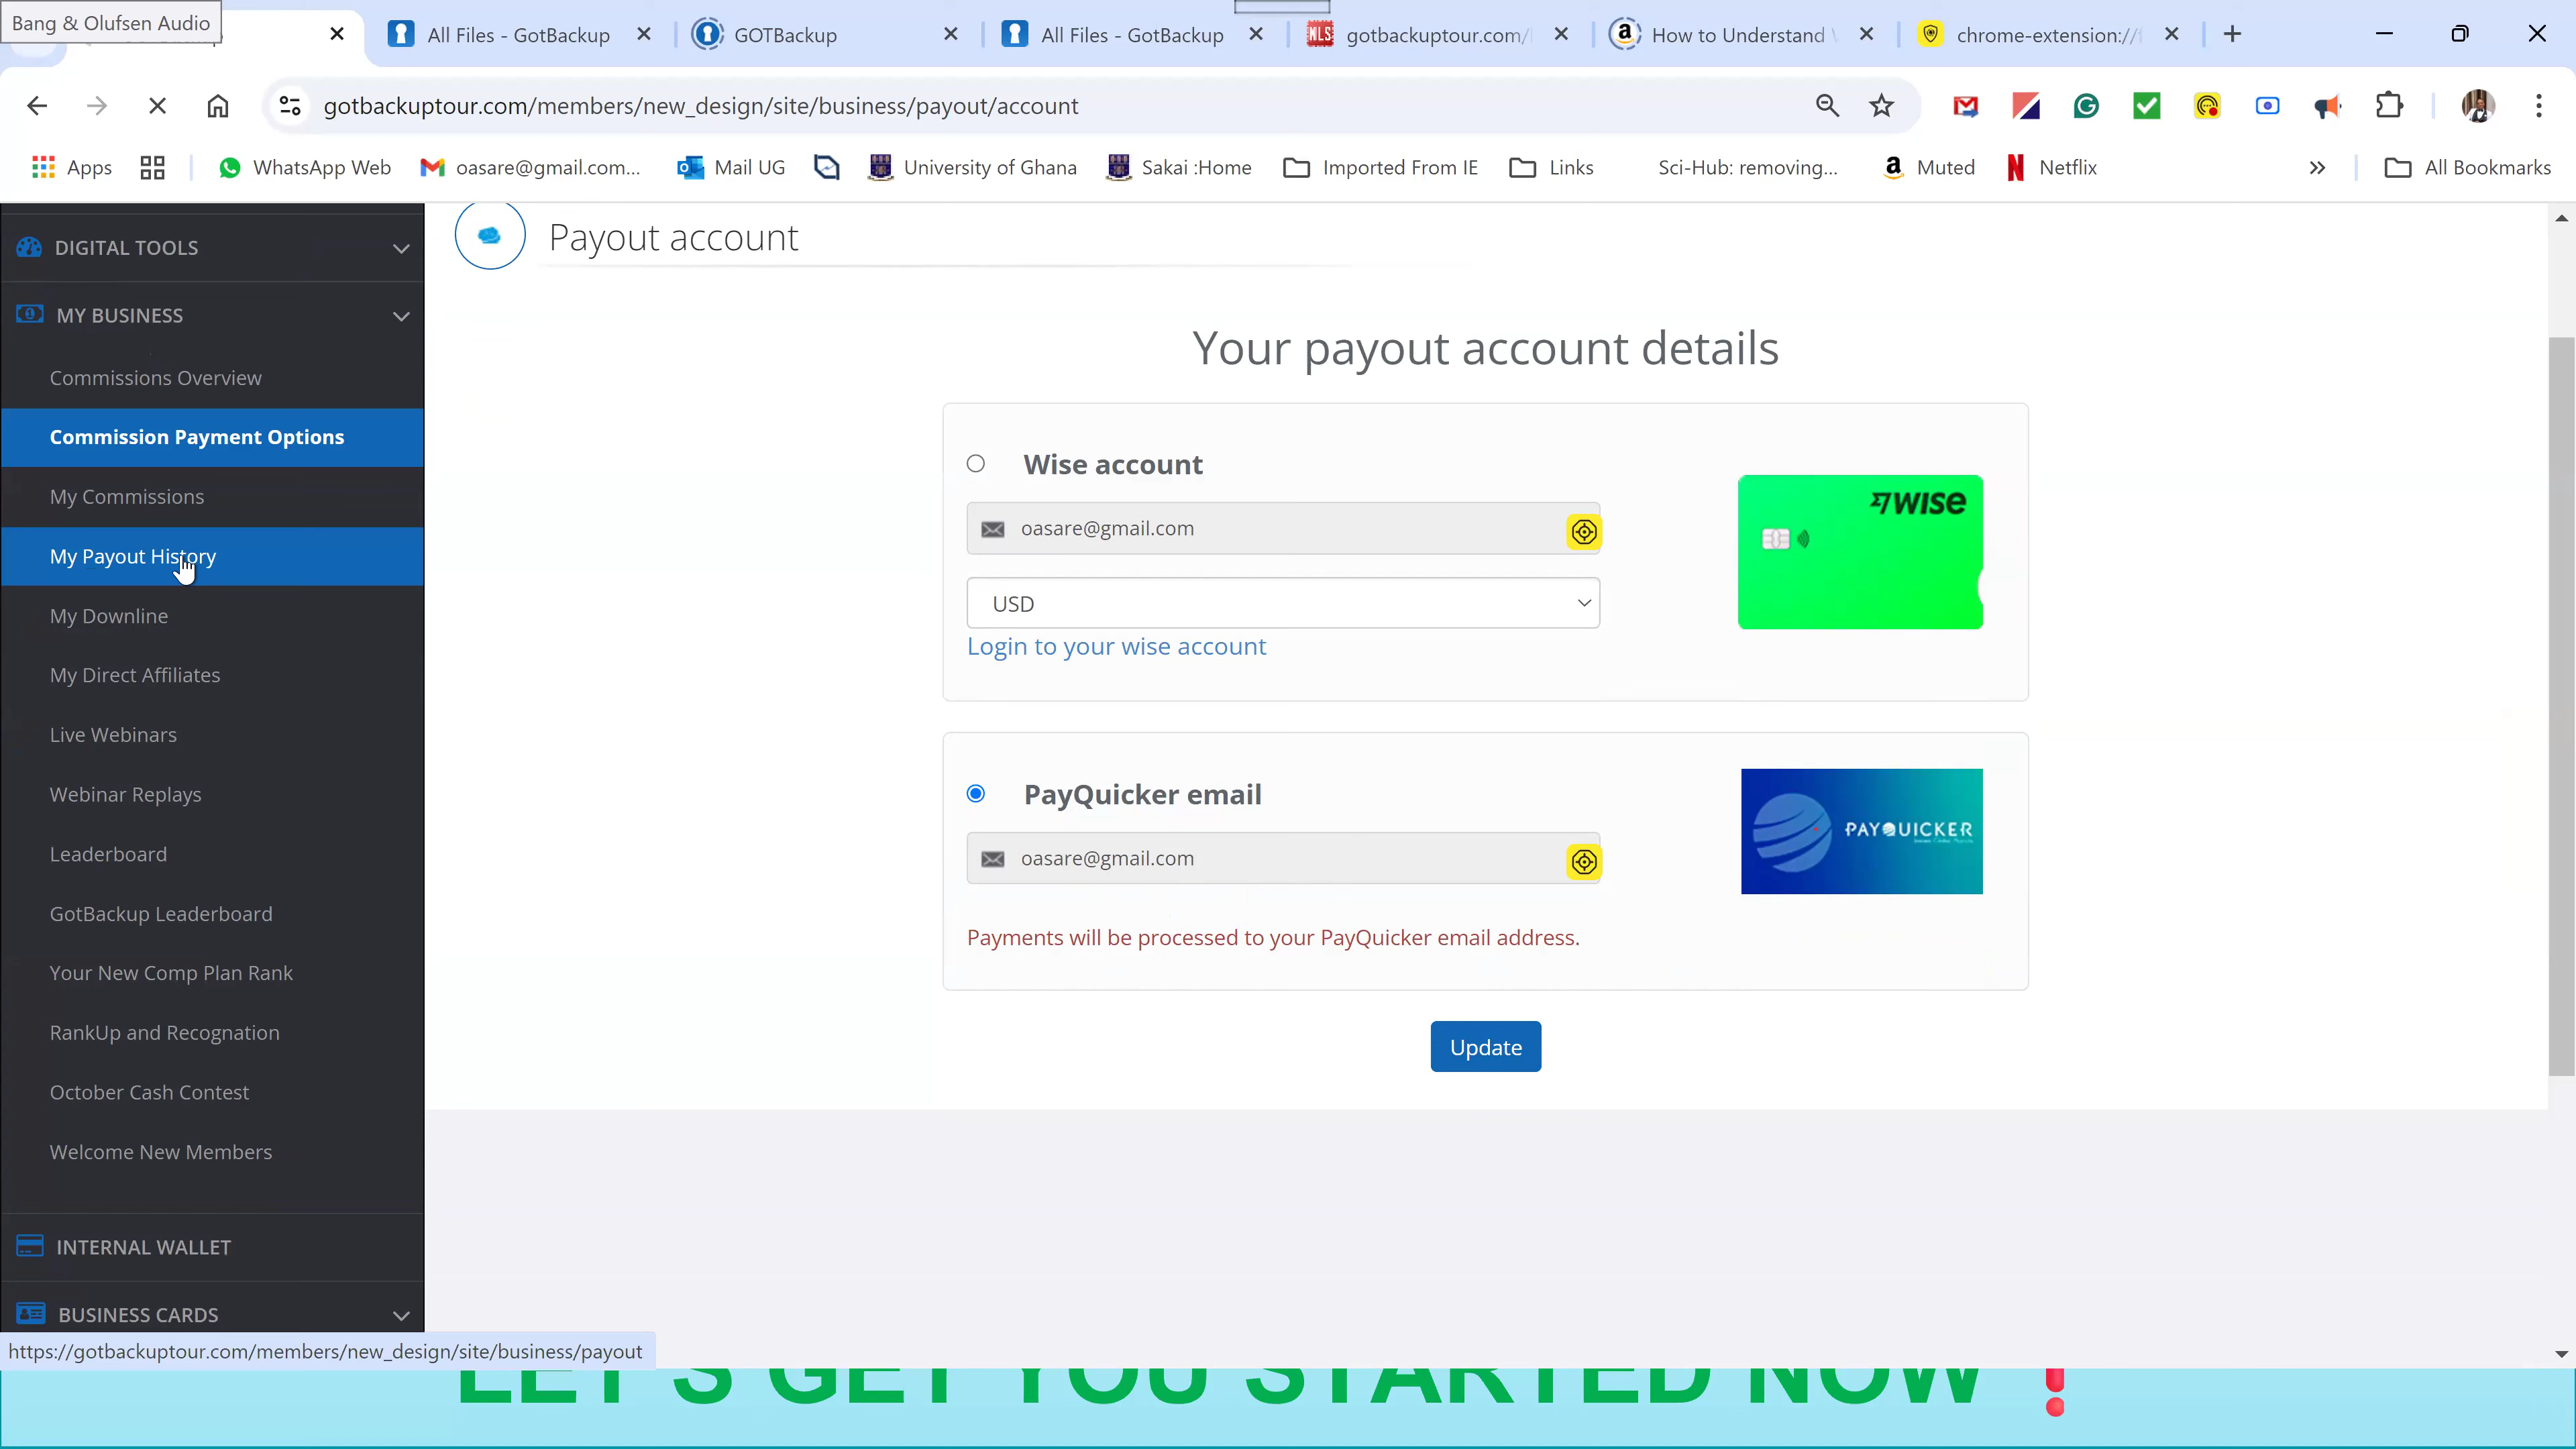 Bang & Olufsen Audio
All Files - GotBackup
GOTBackup
All Files - GotBackup
gotbackuptour.com/
How to Understand
chrome-extension://
gotbackuptour.com/members/new_design/site/business/payout/account
Apps
WhatsApp Web
oasare@gmail.com...
Mail UG
University of Ghana
Sakai :Home
Imported From IE
Links
Sci-Hub: removing...
Muted
Netflix
All Bookmarks
DIGITAL TOOLS
MY BUSINESS
Commissions Overview
Commission Payment Options
My Commissions
My Payout History
My Downline
My Direct Affiliates
Live Webinars
Webinar Replays
Leaderboard
GotBackup Leaderboard
Your New Comp Plan Rank
RankUp and Recognation
October Cash Contest
Welcome New Members
INTERNAL WALLET
BUSINESS CARDS
https://gotbackuptour.com/members/new_design/site/business/payout
Payout account
Your payout account details
Wise account
oasare@gmail.com
USD
Login to your wise account
WISE
PayQuicker email
oasare@gmail.com
PAYQUICKER
Payments will be processed to your PayQuicker email address.
Update
LET'S GET YOU STARTED NOW !